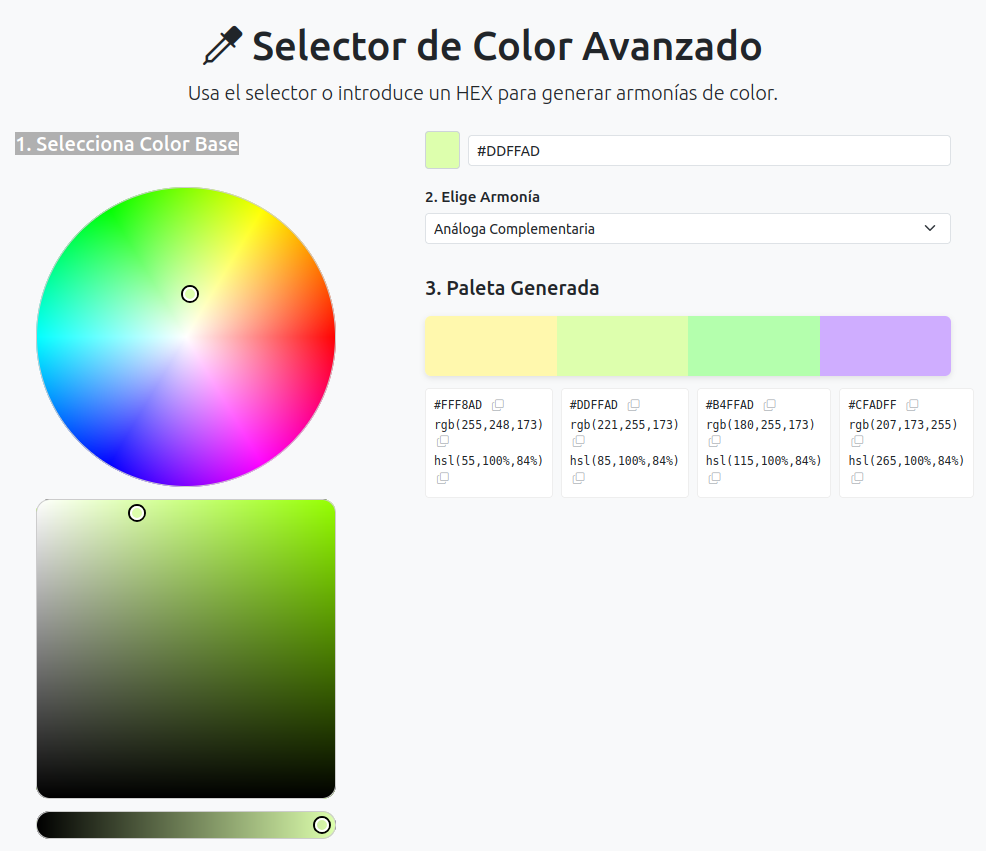 Selector de Color Avanzado
Usa el selector o introduce un HEX para generar armonías de color.
1. Selecciona Color Base
#DDFFAD
2. Elige Armonía
Análoga Complementaria
3. Paleta Generada
#FFF8AD
rgb(255,248,173)
hsl(55,100%,84%)
#DDFFAD
rgb(221,255,173)
hsl(85,100%,84%)
#B4FFAD
rgb(180,255,173)
hsl(115,100%,84%)
#CFADFF
rgb(207,173,255)
hsl(265,100%,84%)